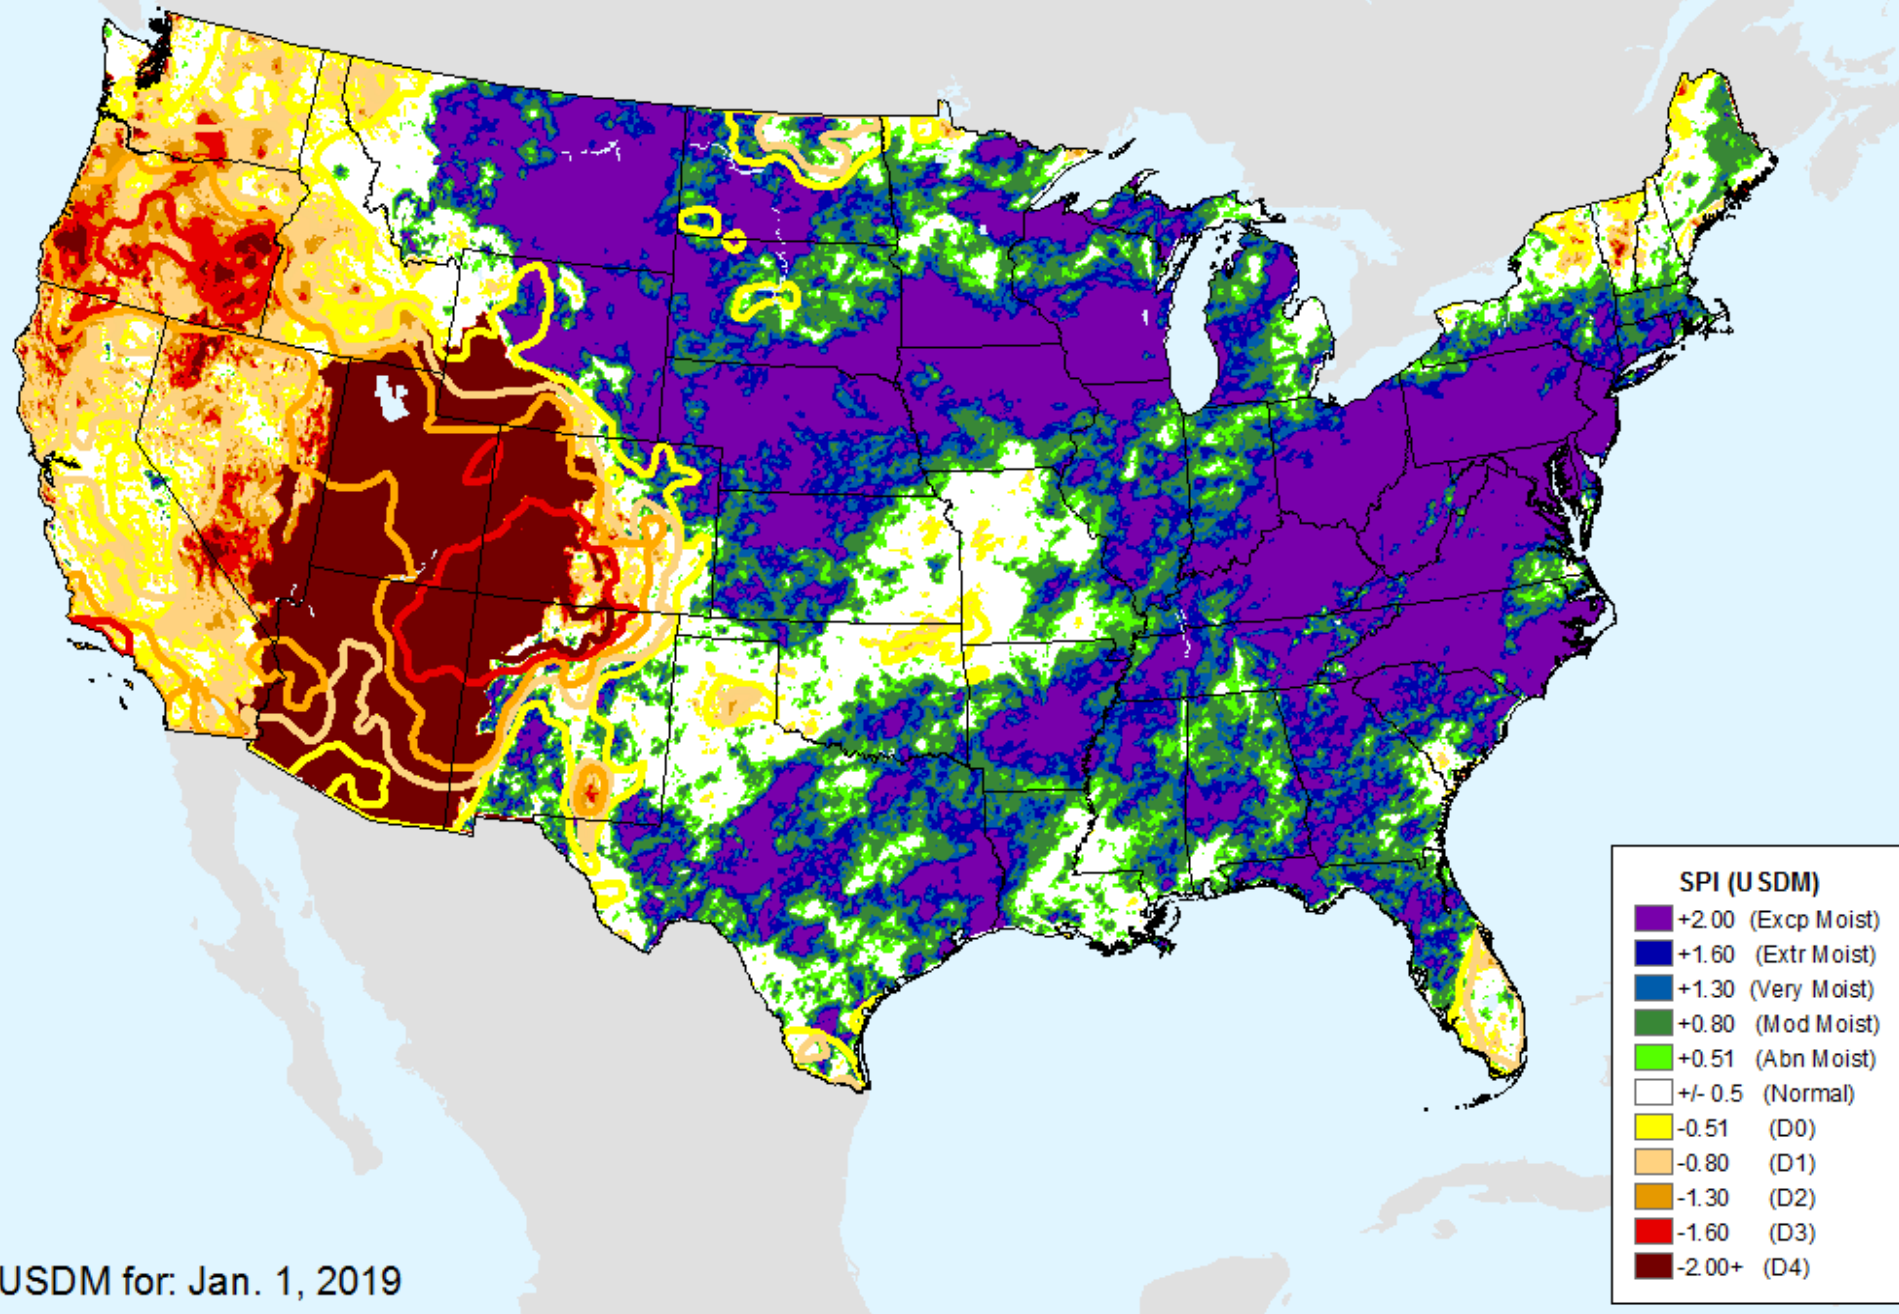 SPI (USDM)
+2.00 (Excp Moist)
+1.60 (Extr Moist)
+1.30 (Very Moist)
+0.80 (Mod Moist)
+0.51 (Abn Moist)
+/- 0.5 (Normal)
-0.51 (D0)
-0.80 (D1)
-1.30 (D2)
-1.60 (D3)
-2.00+ (D4)
USDM for: Jan. 1, 2019